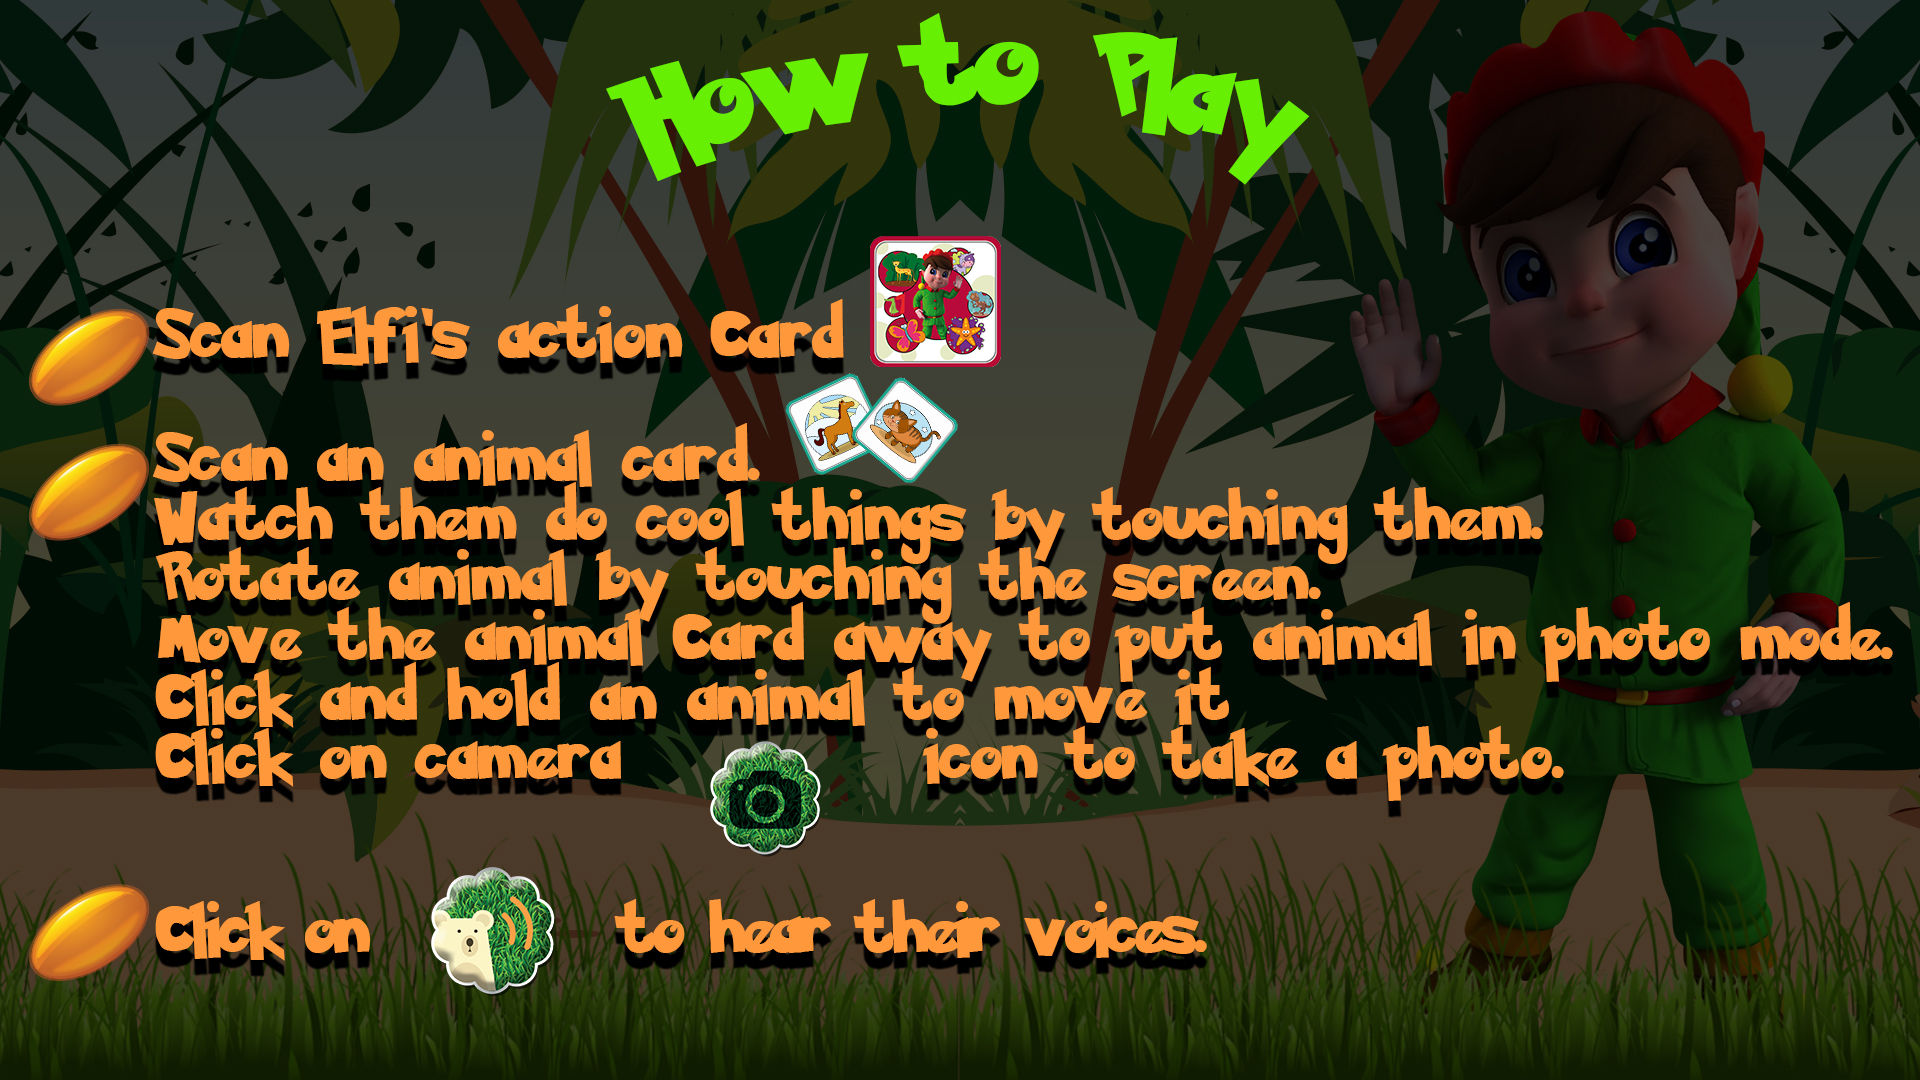 How to Play
Scan Elfi's action Card
Scan an animal card.
Watch them do cool things by touching them.
Rotate animal by touching the screen.
Move the animal Card away to put animal in photo mode.
Click and hold an animal to move it
Click on camera icon to take a photo.
Click on to hear their voices.